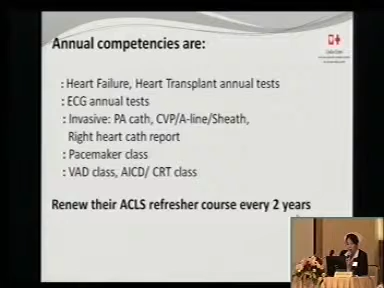 Annual competencies are:
: Heart Failure, Heart Transplant annual tests
: ECG annual tests
: Invasive: PA cath, CVP/A-line/Sheath,
Right heart cath report
: Pacemaker class
: VAD class, AICD/ CRT class
Renew their ACLS refresher course every 2 years